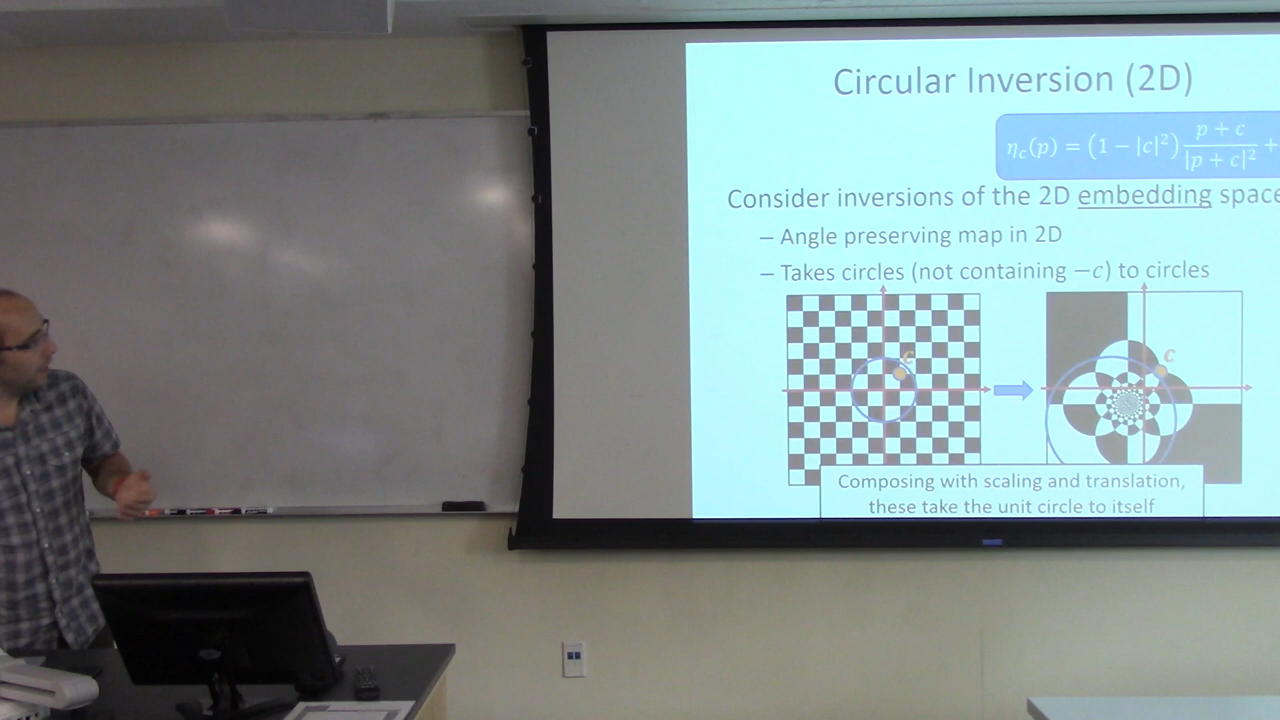 Circular Inversion (2D)
η_c(p) = (1 − |c|²) (p + c)/|p + c|² +
Consider inversions of the 2D embedding space
– Angle preserving map in 2D
– Takes circles (not containing −c) to circles
c
c
Composing with scaling and translation,
these take the unit circle to itself